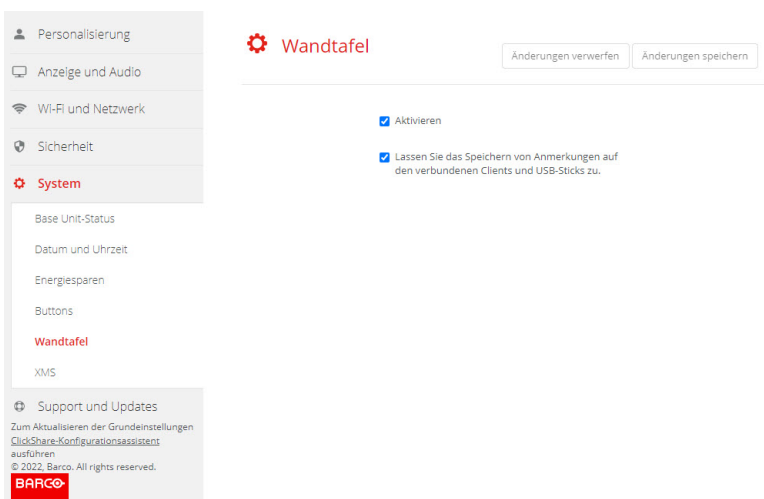 Personalisierung
Anzeige und Audio
Wi-Fi und Netzwerk
Sicherheit
System
Base Unit-Status
Datum und Uhrzeit
Energiesparen
Buttons
Wandtafel
XMS
Support und Updates
Zum Aktualisieren der Grundeinstellungen
ClickShare-Konfigurationsassistent
ausführen
© 2022, Barco. All rights reserved.
BARCO
Wandtafel
Änderungen verwerfen
Änderungen speichern
Aktivieren
Lassen Sie das Speichern von Anmerkungen auf
den verbundenen Clients und USB-Sticks zu.